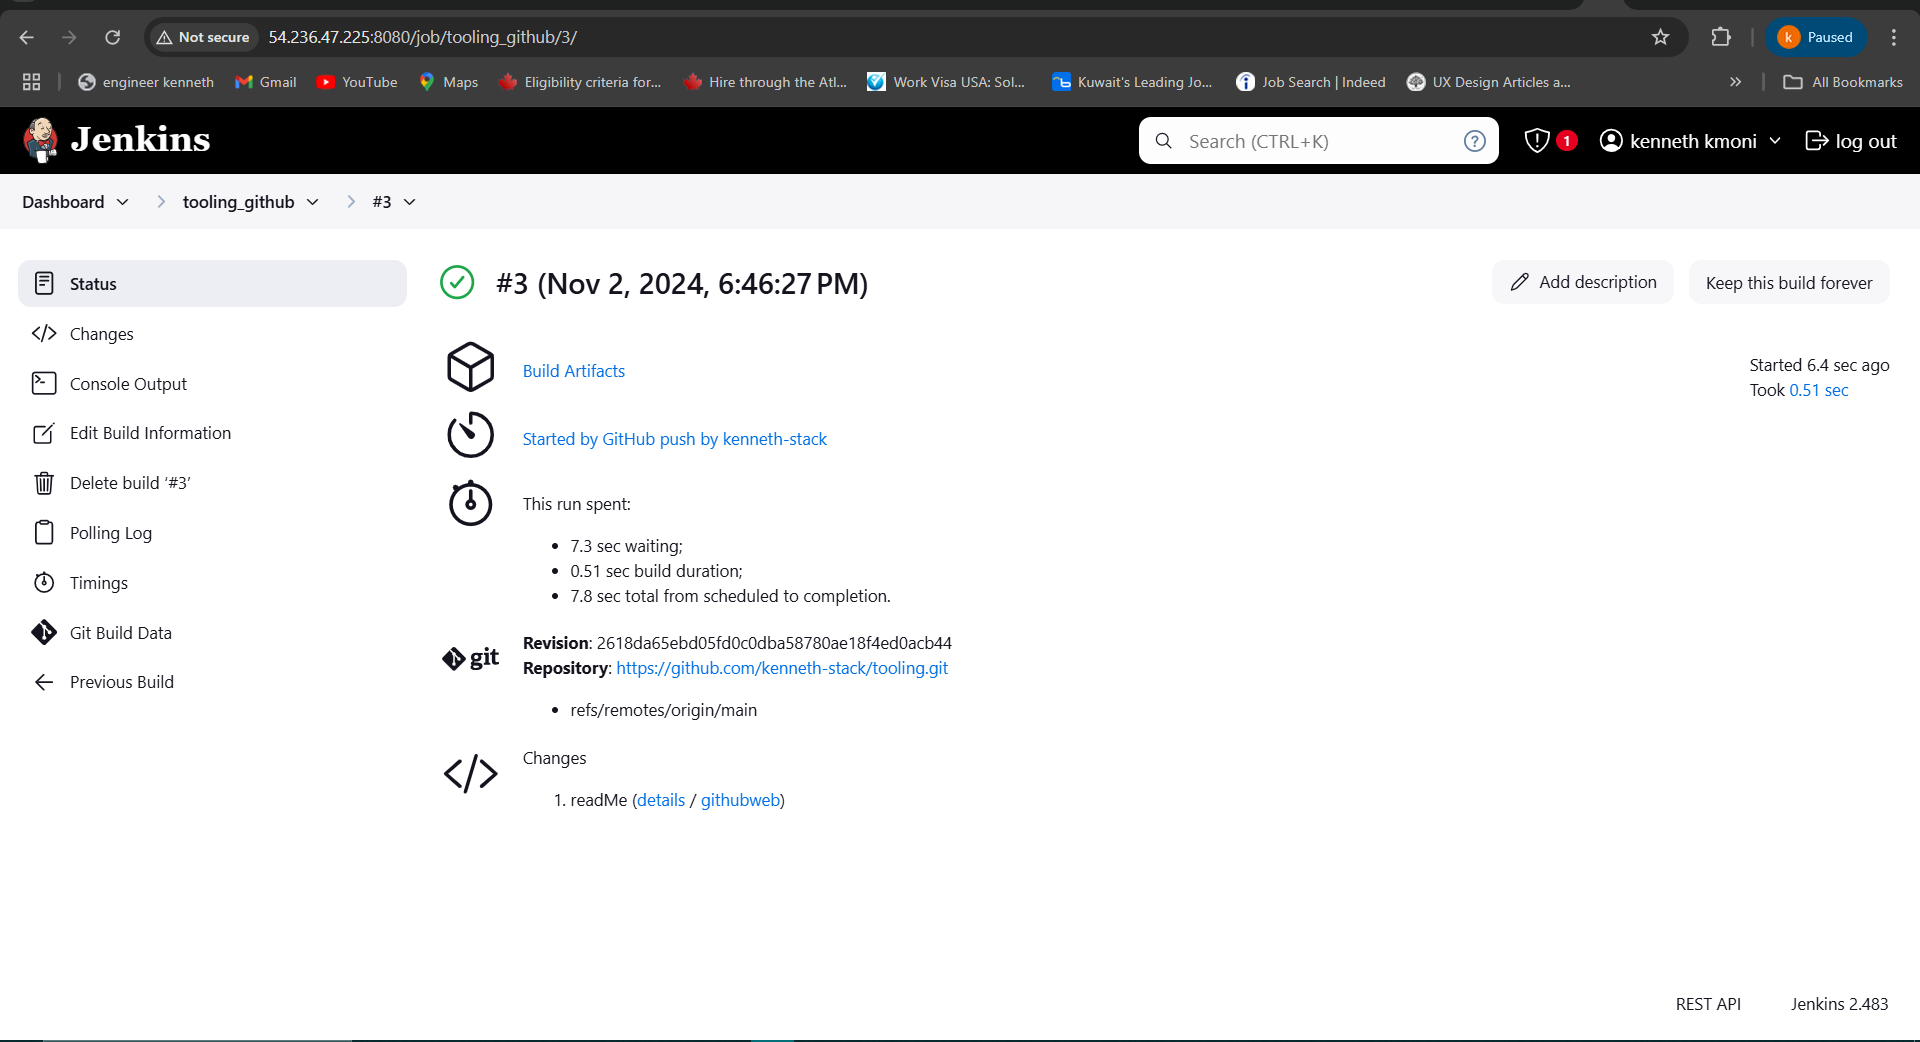 Not secure
54.236.47.225:8080/job/tooling_github/3/
k
Paused
engineer kenneth
Gmail
YouTube
Maps
Eligibility criteria for...
Hire through the Atl...
Work Visa USA: Sol...
Kuwait's Leading Jo...
Job Search | Indeed
UX Design Articles a...
»
All Bookmarks
Jenkins
Search (CTRL+K)
?
1
kenneth kmoni
log out
Dashboard
tooling_github
#3
Status
Changes
Console Output
Edit Build Information
Delete build ‘#3’
Polling Log
Timings
Git Build Data
Previous Build
#3 (Nov 2, 2024, 6:46:27 PM)
Add description
Keep this build forever
Build Artifacts
Started 6.4 sec ago
Took 0.51 sec
Started by GitHub push by kenneth-stack
This run spent:
• 7.3 sec waiting;
• 0.51 sec build duration;
• 7.8 sec total from scheduled to completion.
git
Revision: 2618da65ebd05fd0c0dba58780ae18f4ed0acb44
Repository: https://github.com/kenneth-stack/tooling.git
• refs/remotes/origin/main
Changes
1. readMe (details / githubweb)
REST API
Jenkins 2.483